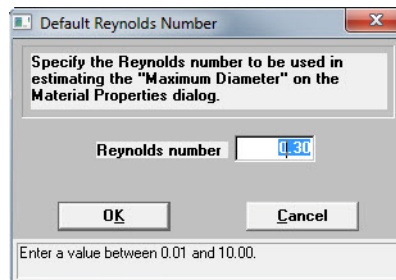 Default Reynolds Number
Specify the Reynolds number to be used in
estimating the "Maximum Diameter" on the
Material Properties dialog.
Reynolds number 0.30
OK Cancel
Enter a value between 0.01 and 10.00.